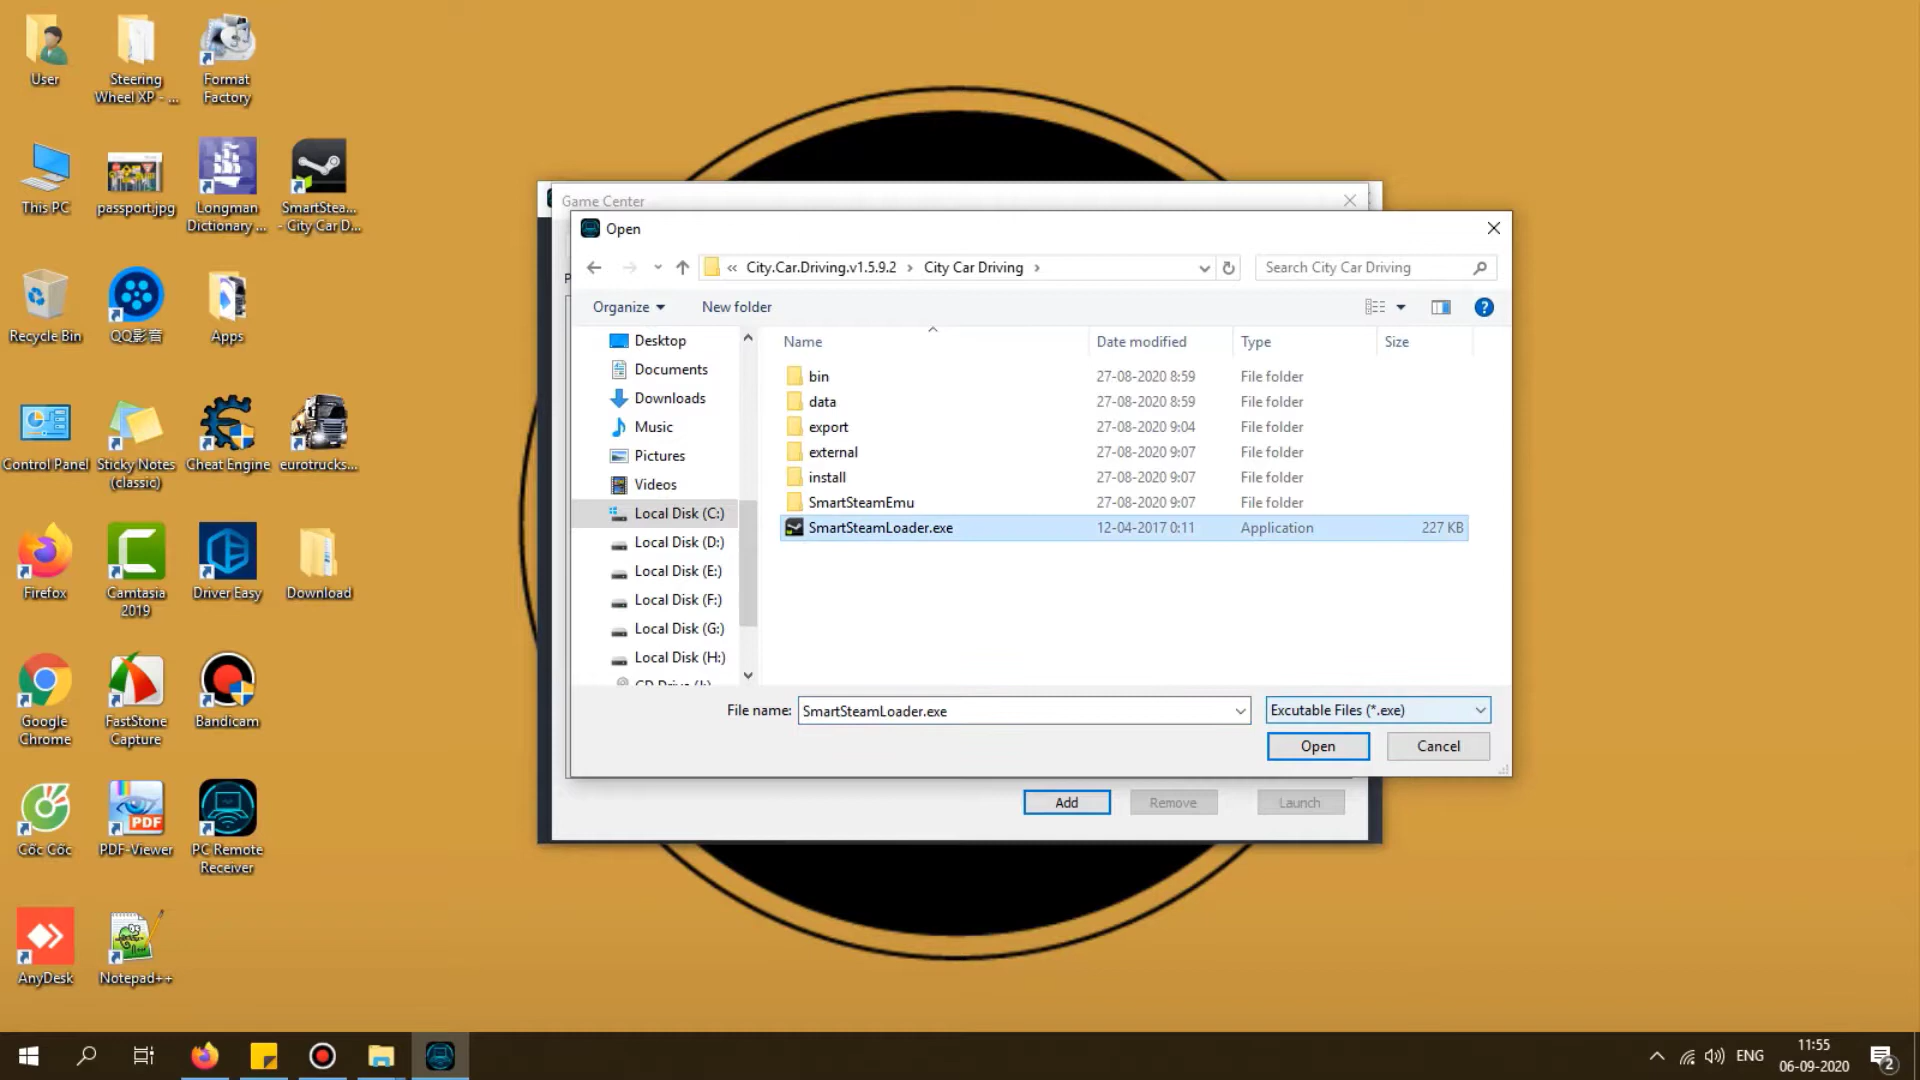 User
Steering
Wheel XP - ...
Format
Factory
This PC
passport.jpg
Longman
Dictionary ...
SmartStea...
- City Car D...
Recycle Bin
QQ影音
Apps
Control Panel
Sticky Notes
(classic)
Cheat Engine
eurotrucks...
Firefox
Camtasia
2019
Driver Easy
Download
Google
Chrome
FastStone
Capture
Bandicam
Cốc Cốc
PDF
PDF-Viewer
PC Remote
Receiver
AnyDesk
Notepad++
Game Center
Open
« City.Car.Driving.v1.5.9.2 › City Car Driving ›
Search City Car Driving
Organize
New folder
Desktop
Documents
Downloads
Music
Pictures
Videos
Local Disk (C:)
Local Disk (D:)
Local Disk (E:)
Local Disk (F:)
Local Disk (G:)
Local Disk (H:)
Name Date modified Type Size
bin 27-08-2020 8:59 File folder
data 27-08-2020 8:59 File folder
export 27-08-2020 9:04 File folder
external 27-08-2020 9:07 File folder
install 27-08-2020 9:07 File folder
SmartSteamEmu 27-08-2020 9:07 File folder
SmartSteamLoader.exe 12-04-2017 0:11 Application 227 KB
File name: SmartSteamLoader.exe
Excutable Files (*.exe)
Open
Cancel
Add
Remove
Launch
ENG
11:55
06-09-2020
2